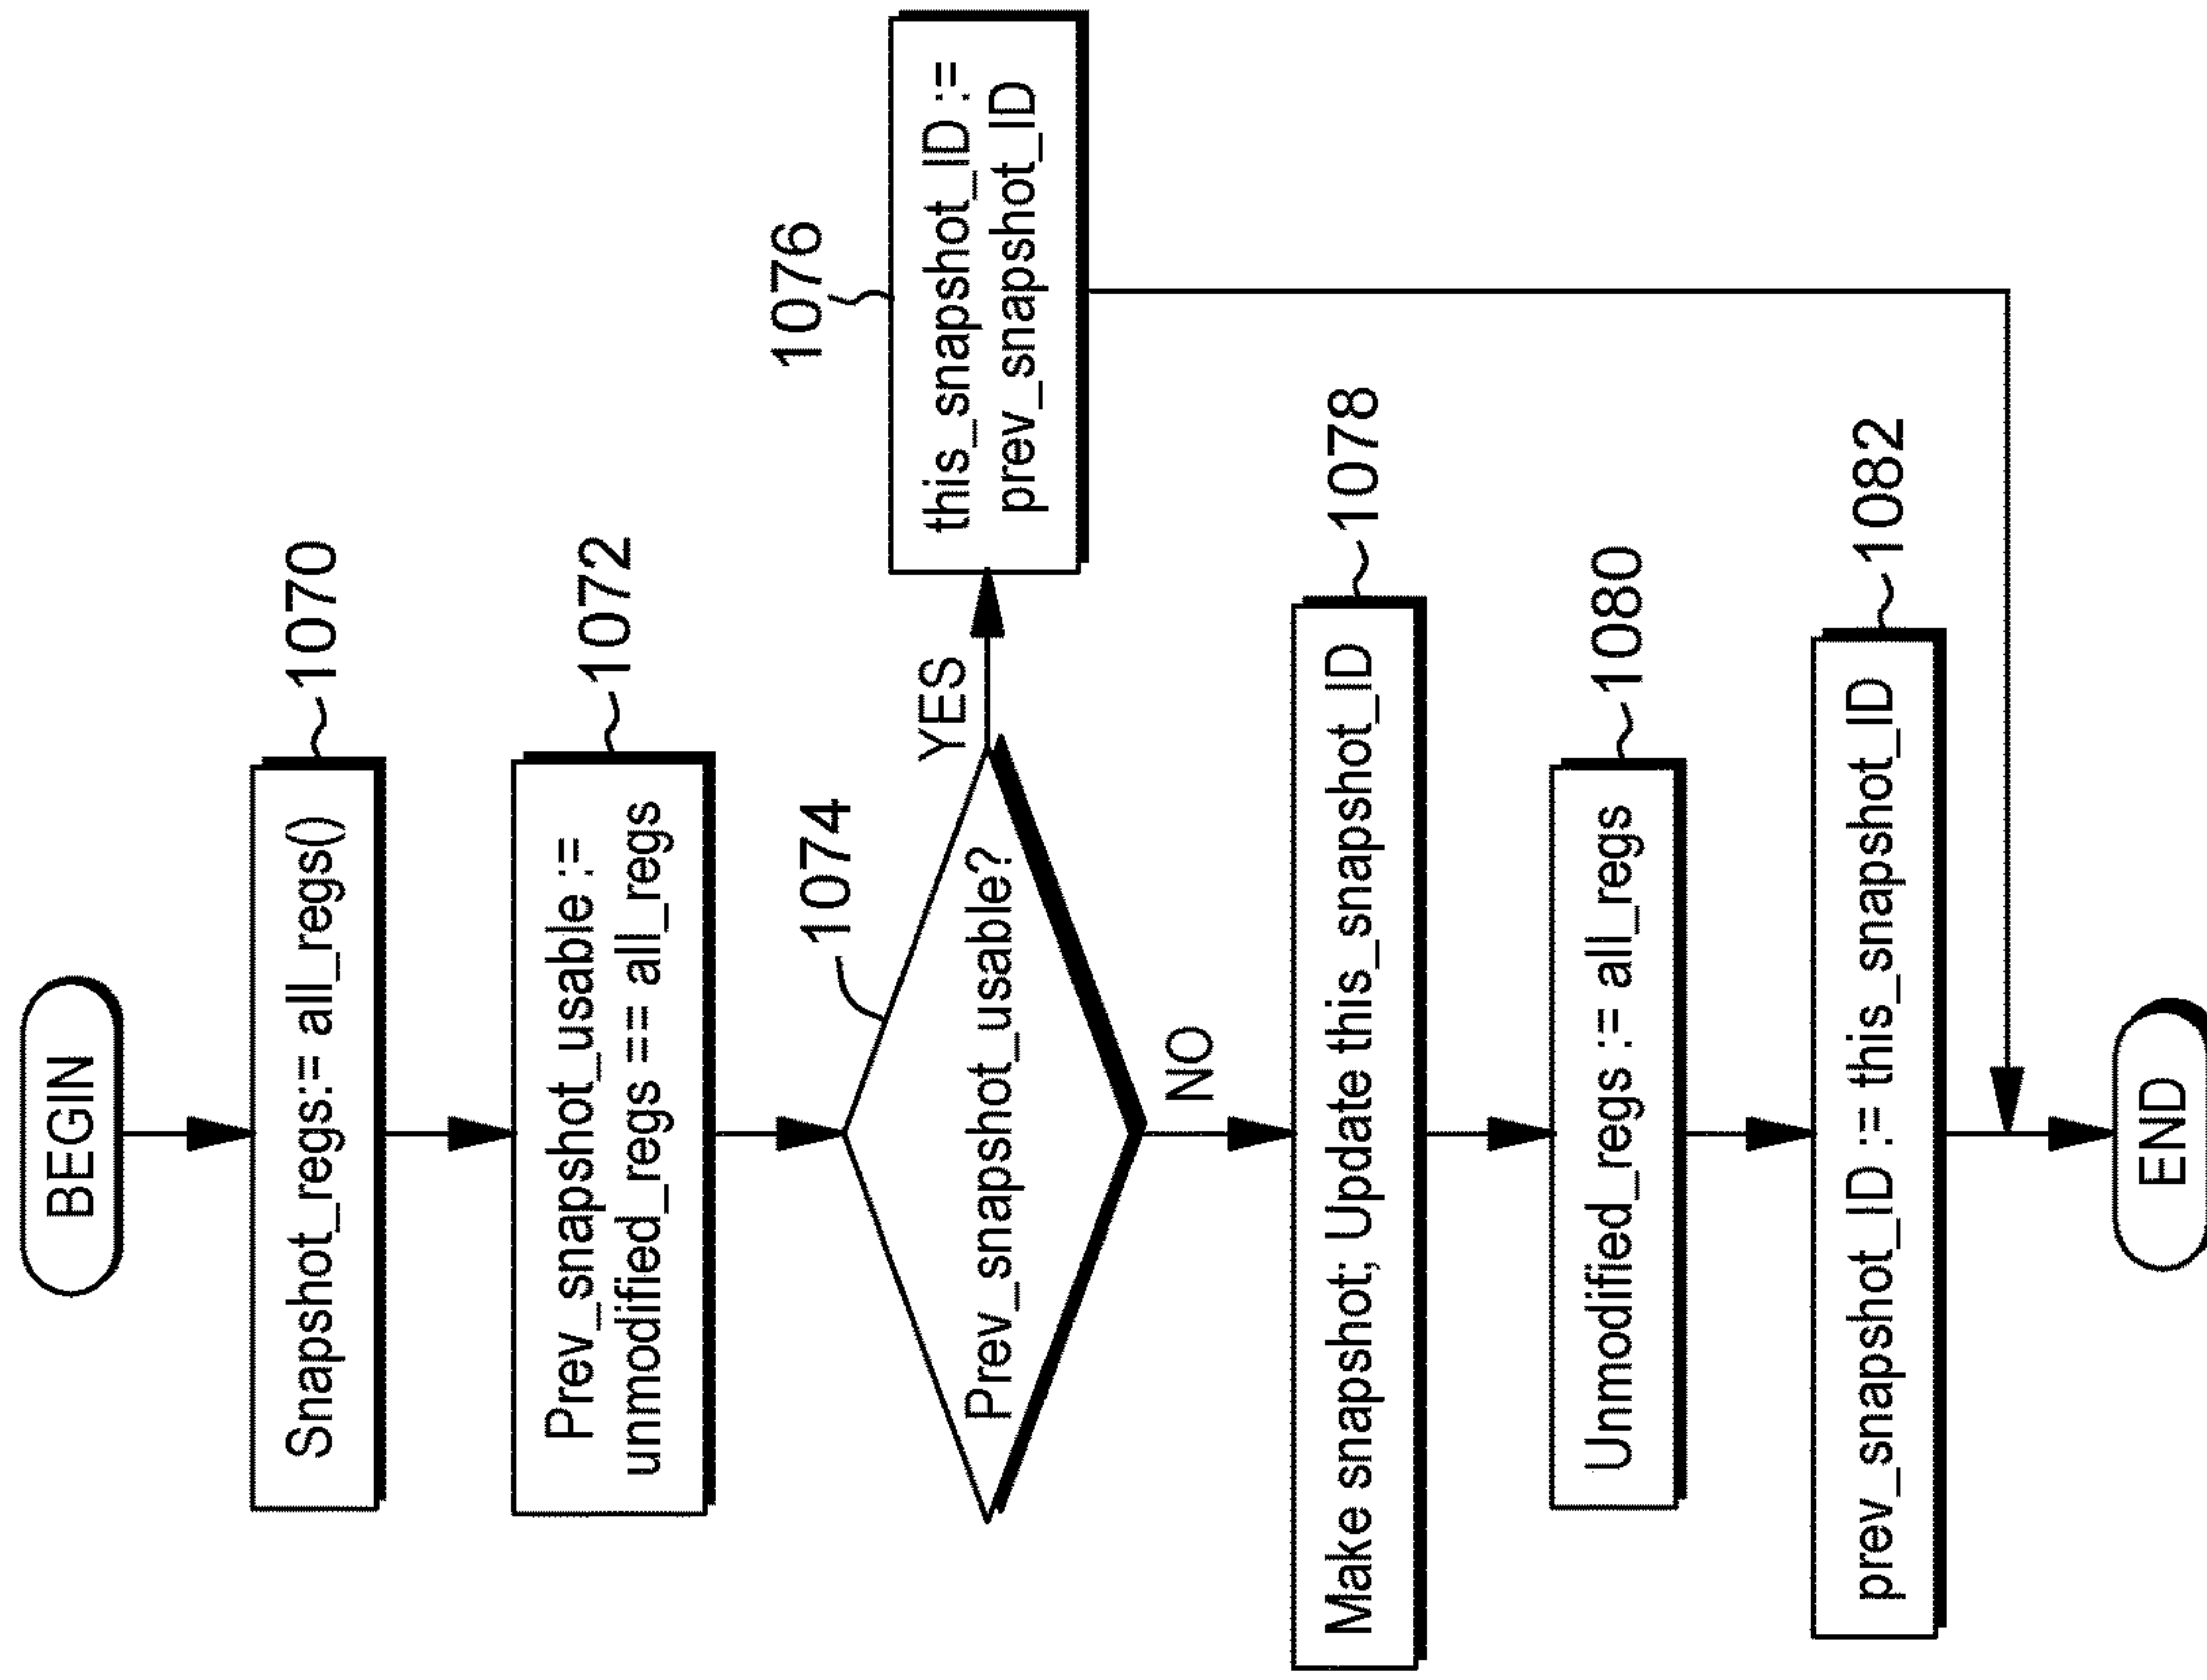 BEGIN
Snapshot_regs:= all_regs()
1070
Prev_snapshot_usable :=
unmodified_regs == all_regs
1072
Prev_snapshot_usable?
1074
YES
this_snapshot_ID :=
prev_snapshot_ID
1076
NO
Make snapshot; Update this_snapshot_ID
1078
Unmodified_regs := all_regs
1080
prev_snapshot_ID := this_snapshot_ID
1082
END